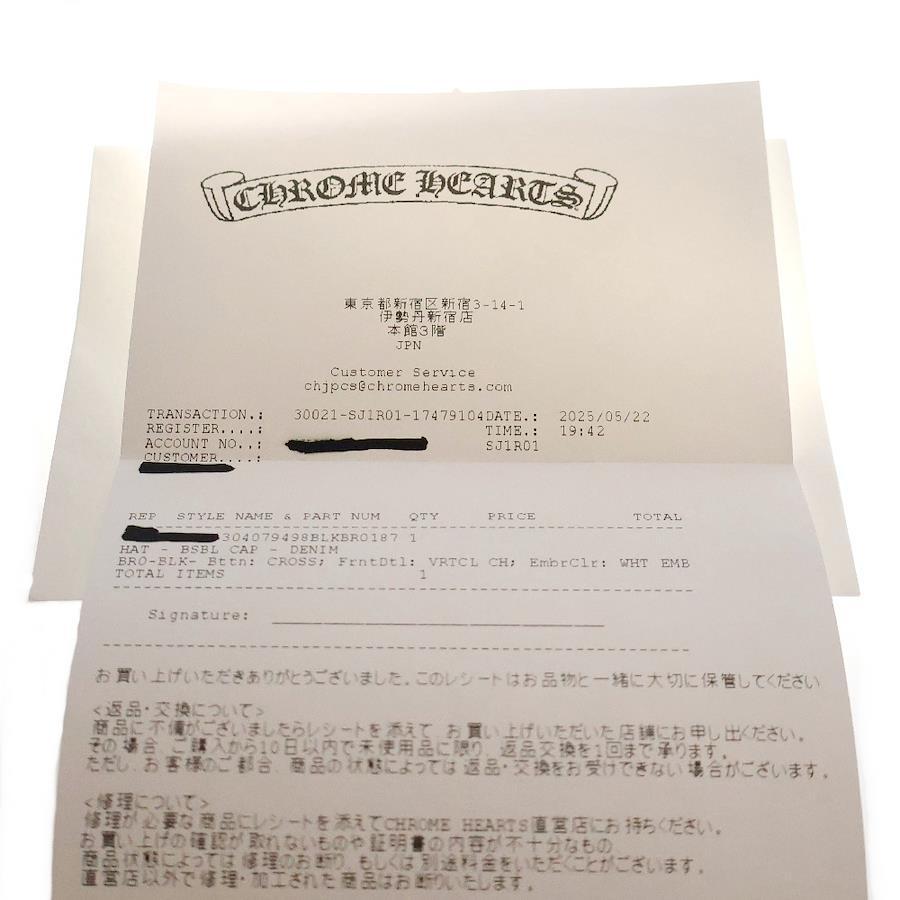 CHROME HEARTS
東京都新宿区新宿3-14-1
伊勢丹新宿店
本館3階
JPN
Customer Service
chjpcs@chromehearts.com
TRANSACTION.: 30021-SJ1R01-17479104DATE.: 2025/05/22
REGISTER....: TIME.: 19:42
ACCOUNT NO..: SJ1R01
CUSTOMER....:
REP STYLE NAME & PART NUM QTY PRICE TOTAL
304079498BLKBR0187 1
HAT - BSBL CAP - DENIM
BRO-BLK- Bttn: CROSS; FrntDtl: VRTCL CH; EmbrClr: WHT EMB
TOTAL ITEMS 1
Signature:
お買い上げいただきありがとうございました。このレシートはお品物と一緒に大切に保管してください
<返品・交換について>
商品に不備がございましたらレシートを添えて、お買い上げいただいた店舗にお申し出ください。
その場合、ご購入から10日以内で未使用品に限り、返品交換を1回まで承ります。
ただし、お客様のご都合、商品の状態によっては返品・交換をお受けできない場合がございます。
<修理について>
修理が必要な商品にレシートを添えてCHROME HEARTS直営店にお持ちください。
お買い上げの確認が取れないものや証明書の内容が不十分なもの、
商品状態によっては修理のお断り、もしくは別途料金をいただくことがございます。
直営店以外で修理・加工された商品はお断りいたします。